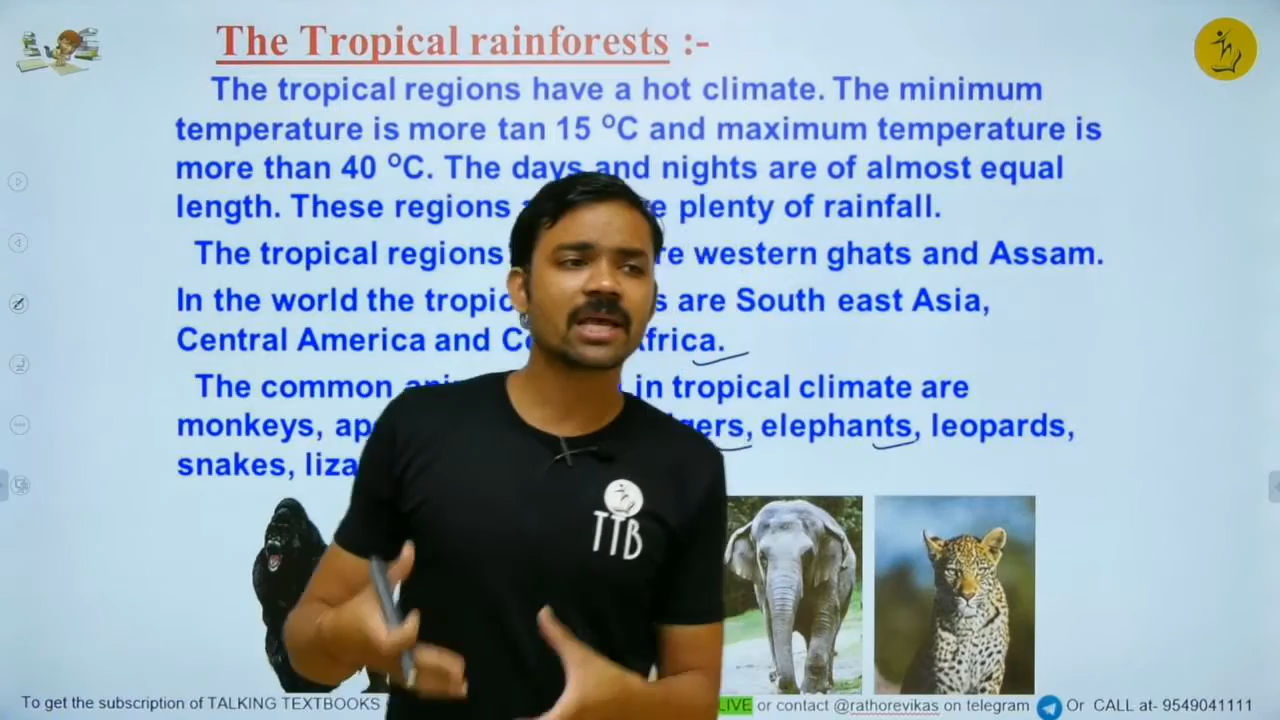 The Tropical rainforests :-
The tropical regions have a hot climate. The minimum
temperature is more tan 15 ºC and maximum temperature is
more than 40 ºC. The days and nights are of almost equal
length. These regions plenty of rainfall.
The tropical regions western ghats and Assam.
In the world the are South east Asia,
Central America and
The common in tropical climate are
monkeys, elephants, leopards,
snakes,
TTB
To get the subscription of TALKING TEXTBOOKS LIVE or contact @rathorevikas on telegram Or CALL at- 9549041111